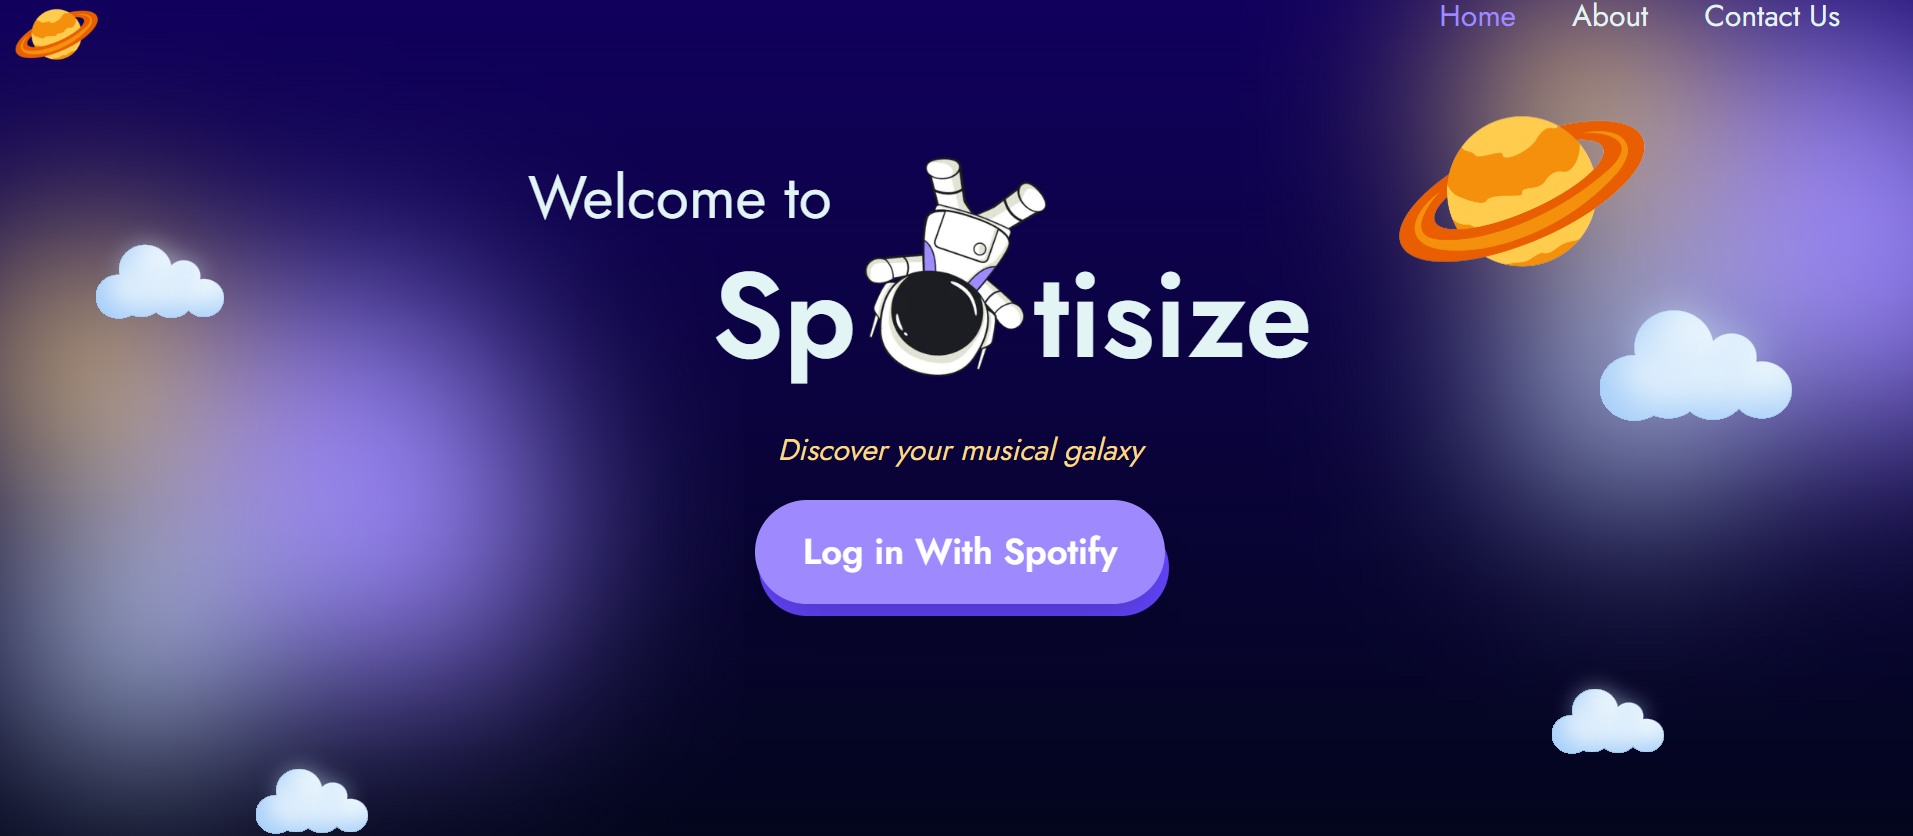 Home About Contact Us
Welcome to
Sp tisize
Discover your musical galaxy
Log in With Spotify